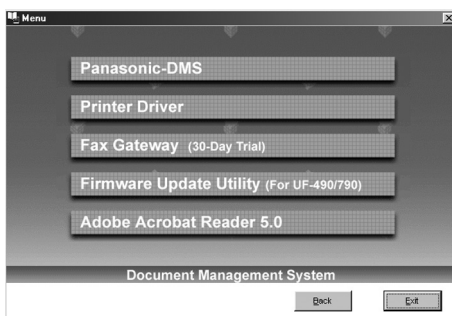 Menu
Panasonic-DMS
Printer Driver
Fax Gateway (30-Day Trial)
Firmware Update Utility (For UF-490/790)
Adobe Acrobat Reader 5.0
Document Management System
Back Exit